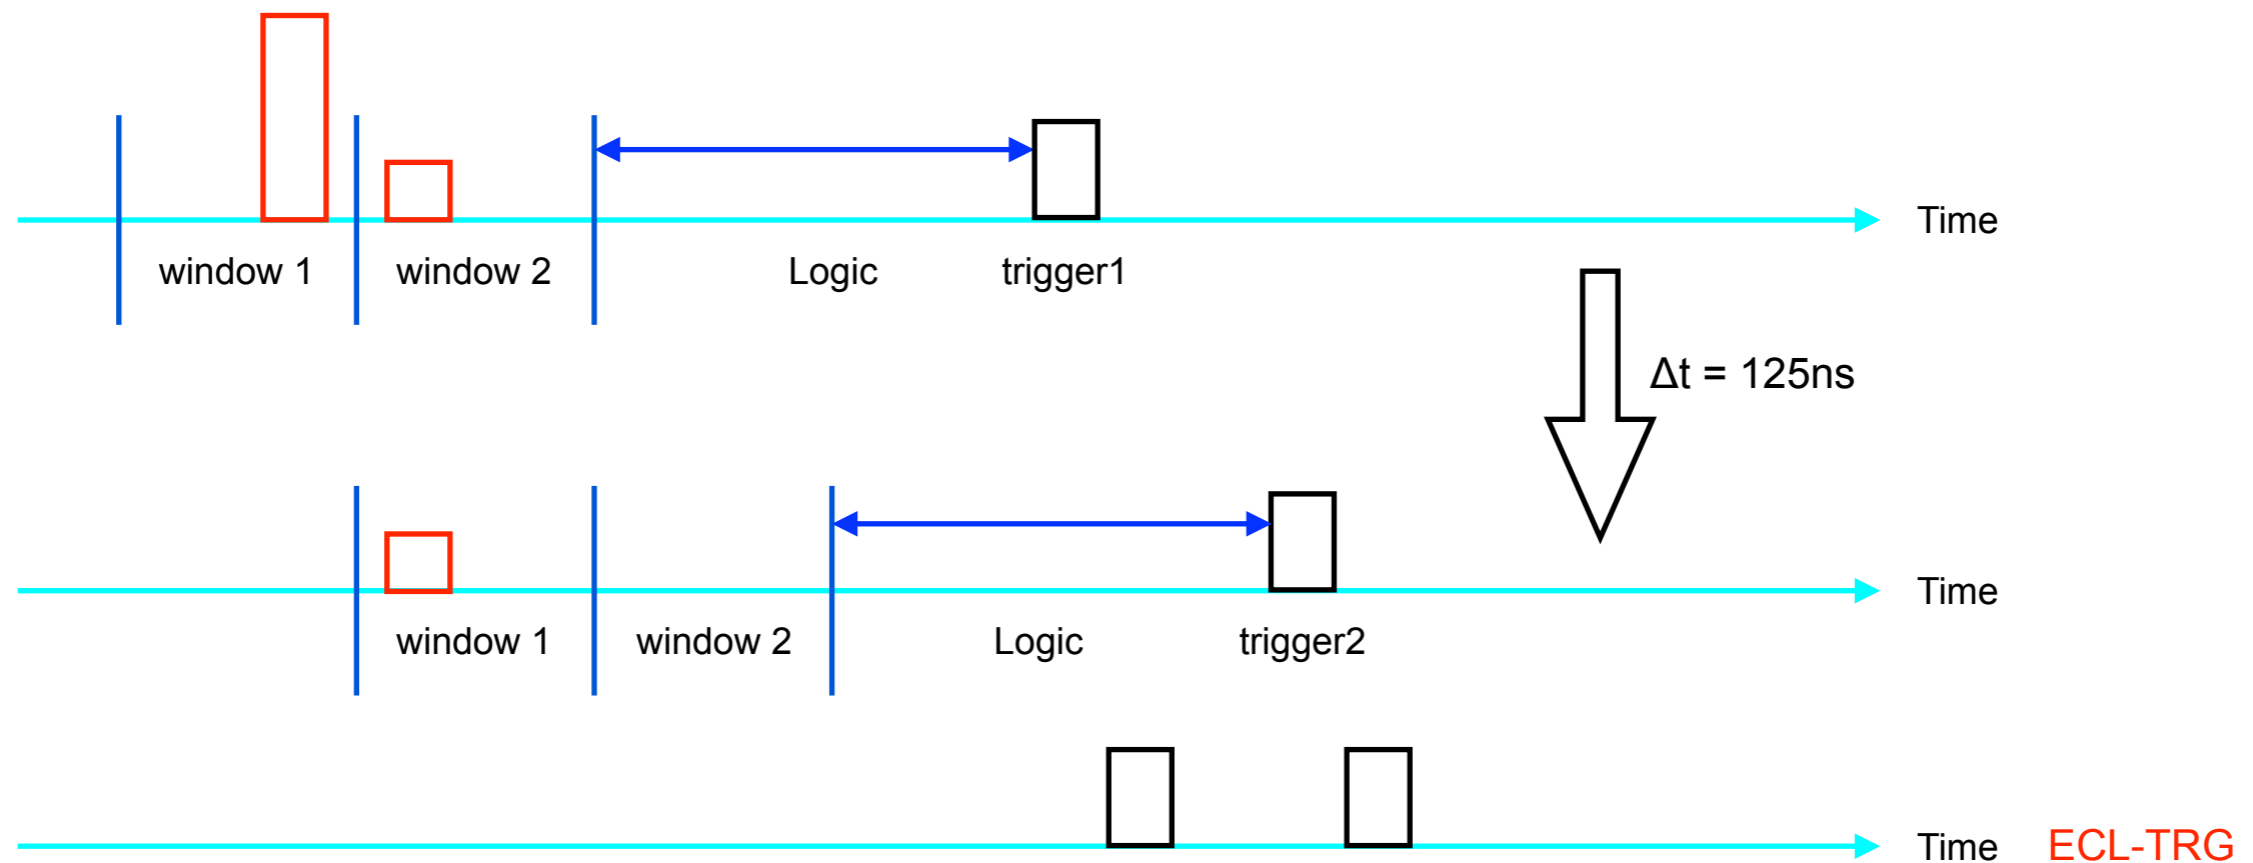 Time
window 1 window 2 Logic trigger1
Δt = 125ns
Time
window 1 window 2 Logic trigger2
Time ECL-TRG